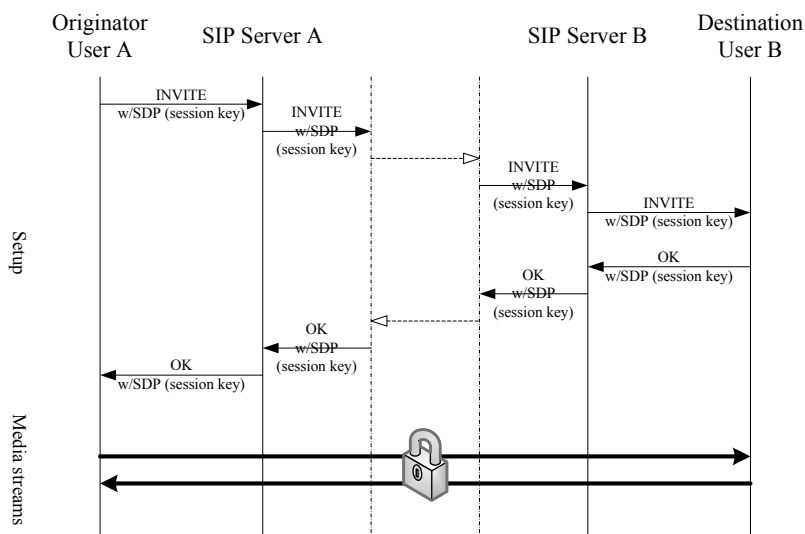 Originator
User A
SIP Server A
SIP Server B
Destination
User B
INVITE
w/SDP (session key)
INVITE
w/SDP
(session key)
INVITE
w/SDP
(session key)
INVITE
w/SDP (session key)
Setup
OK
w/SDP (session key)
OK
w/SDP
(session key)
OK
w/SDP
(session key)
OK
w/SDP (session key)
Media streams